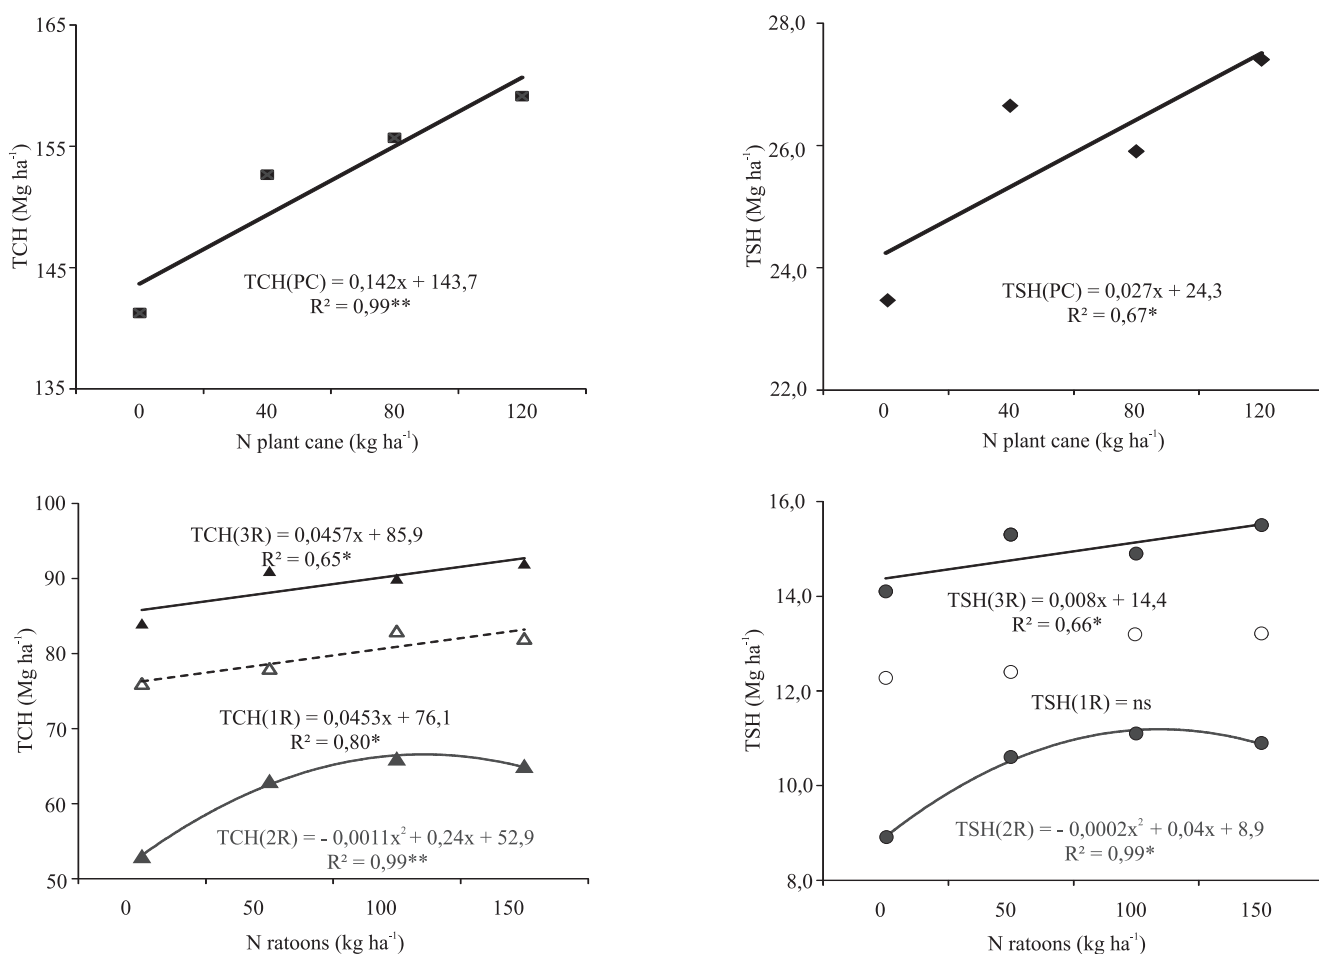 165
155
145
135
TCH (Mg ha⁻¹)
TCH(PC) = 0,142x + 143,7
R² = 0,99**
0 40 80 120
N plant cane (kg ha⁻¹)
28,0
26,0
24,0
22,0
TSH (Mg ha⁻¹)
TSH(PC) = 0,027x + 24,3
R² = 0,67*
0 40 80 120
N plant cane (kg ha⁻¹)
100
90
80
70
60
50
TCH (Mg ha⁻¹)
TCH(3R) = 0,0457x + 85,9
R² = 0,65*
TCH(1R) = 0,0453x + 76,1
R² = 0,80*
TCH(2R) = - 0,0011x² + 0,24x + 52,9
R² = 0,99**
0 50 100 150
N ratoons (kg ha⁻¹)
16,0
14,0
12,0
10,0
8,0
TSH (Mg ha⁻¹)
TSH(3R) = 0,008x + 14,4
R² = 0,66*
TSH(1R) = ns
TSH(2R) = - 0,0002x² + 0,04x + 8,9
R² = 0,99*
0 50 100 150
N ratoons (kg ha⁻¹)